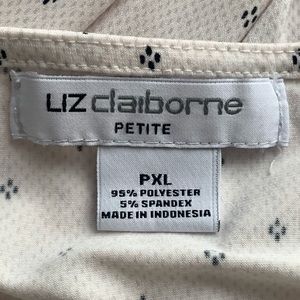 LIZ claiborne
PETITE
PXL
95% POLYESTER
5% SPANDEX
MADE IN INDONESIA